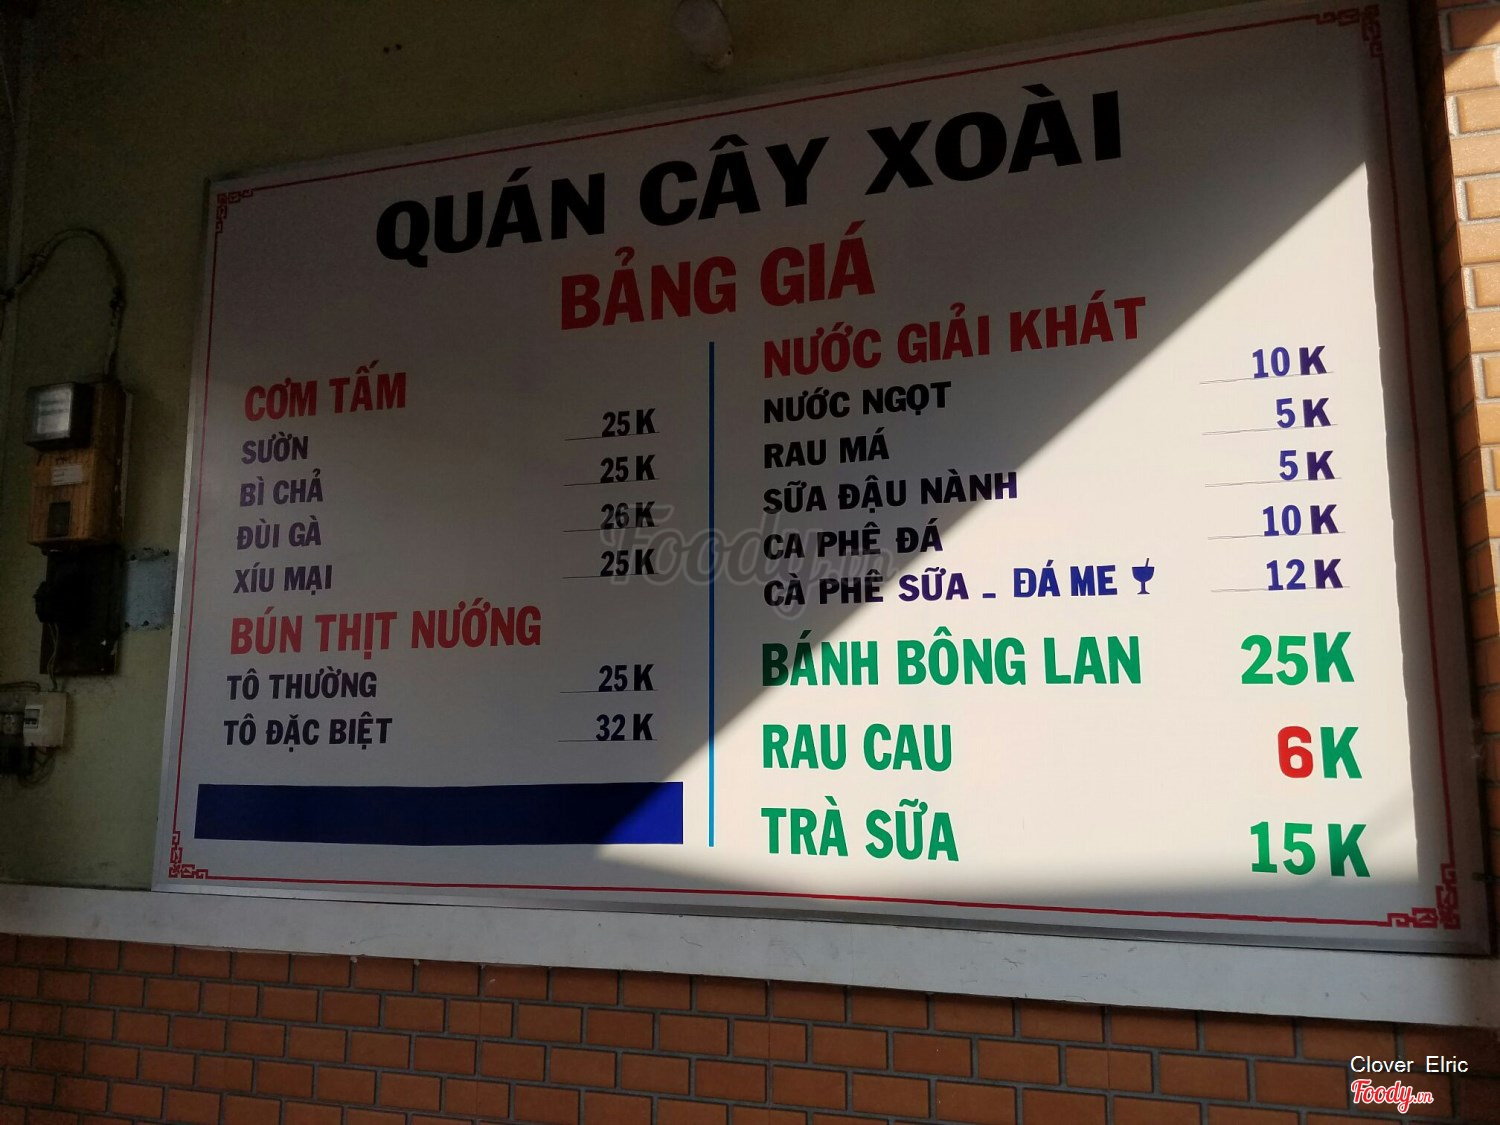 QUÁN CÂY XOÀI
BẢNG GIÁ
CƠM TẤM
SƯỜN 25K
BÌ CHẢ 25K
ĐÙI GÀ 26K
XÍU MẠI 25K
BÚN THỊT NƯỚNG
TÔ THƯỜNG 25K
TÔ ĐẶC BIỆT 32K
NƯỚC GIẢI KHÁT
NƯỚC NGỌT 10K
RAU MÁ 5K
SỮA ĐẬU NÀNH 5K
CA PHÊ ĐÁ 10K
CÀ PHÊ SỮA - ĐÁ ME 12K
BÁNH BÔNG LAN 25K
RAU CAU 6K
TRÀ SỮA 15K
Foody.vn
Clover Elric
Foody.vn